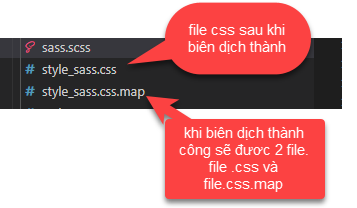 file css sau khi
biên dịch thành
sass.scss
# style_sass.css
# style_sass.css.map
khi biên dịch thành
công sẽ được 2 file.
file .css và
file.css.map